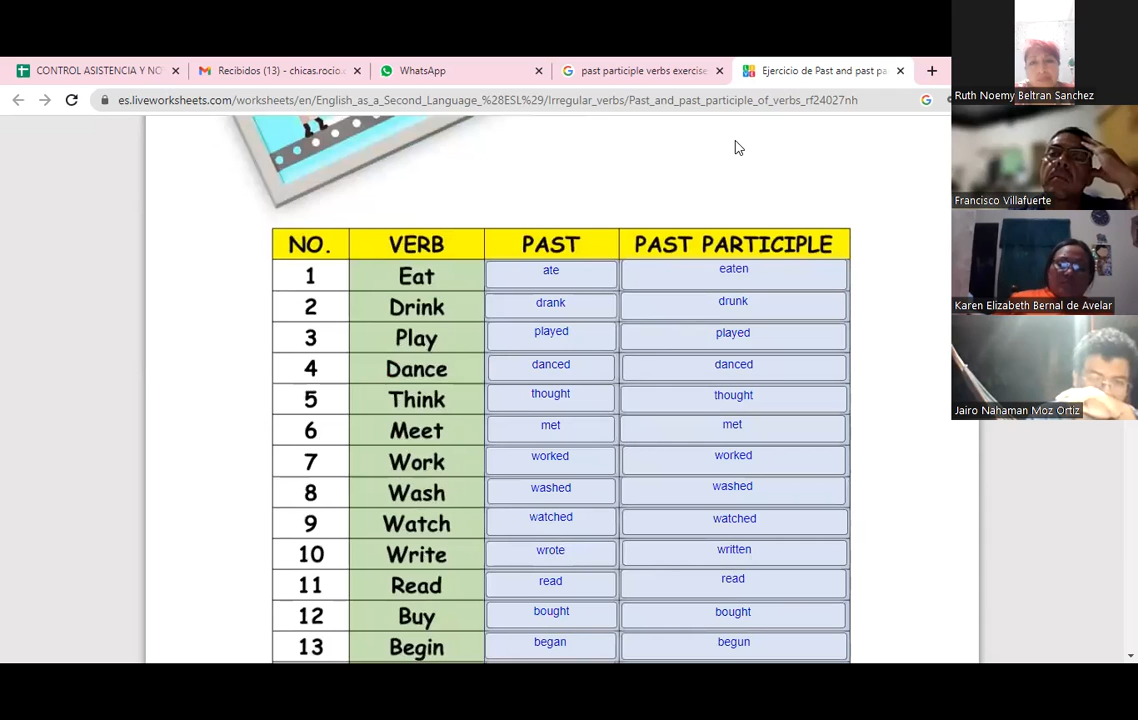 CONTROL ASISTENCIA Y NO
Recibidos (13) - chicas.rocio.c
WhatsApp
past participle verbs exercise
Ejercicio de Past and past pa
es.liveworksheets.com/worksheets/en/English_as_a_Second_Language_%28ESL%29/Irregular_verbs/Past_and_past_participle_of_verbs_rf24027nh
Ruth Noemy Beltran Sanchez
Francisco Villafuerte
Karen Elizabeth Bernal de Avelar
Jairo Nahaman Moz Ortiz
NO. VERB PAST PAST PARTICIPLE
1 Eat ate eaten
2 Drink drank drunk
3 Play played played
4 Dance danced danced
5 Think thought thought
6 Meet met met
7 Work worked worked
8 Wash washed washed
9 Watch watched watched
10 Write wrote written
11 Read read read
12 Buy bought bought
13 Begin began begun